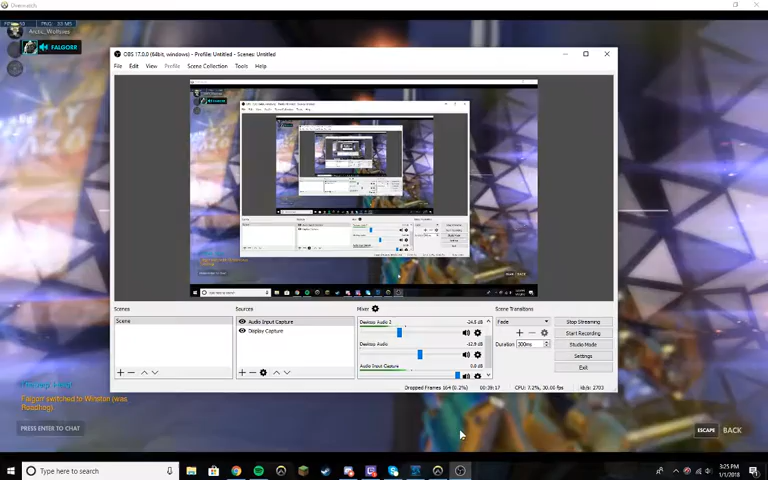 Overwatch
Arctic_Wolfaves
FALGORR
OBS 17.0.0 (64bit, windows) - Profile: Untitled - Scenes: Untitled
File Edit View Profile Scene Collection Tools Help
Scenes
Scene
Sources
Audio Input Capture
Display Capture
Mixer
Desktop Audio 2
-24.5 dB
Desktop Audio
-12.9 dB
Audio Input Capture
0.0 dB
Scene Transitions
Fade
Duration 300ms
Stop Streaming
Start Recording
Studio Mode
Settings
Exit
Dropped Frames 164 (0.2%)
00:39:17
CPU: 7.2%, 30.00 fps
kb/s: 2703
Falgorr switched to Winston (was
Roadhog)
PRESS ENTER TO CHAT
ESCAPE BACK
Type here to search
3:25 PM
1/1/2018